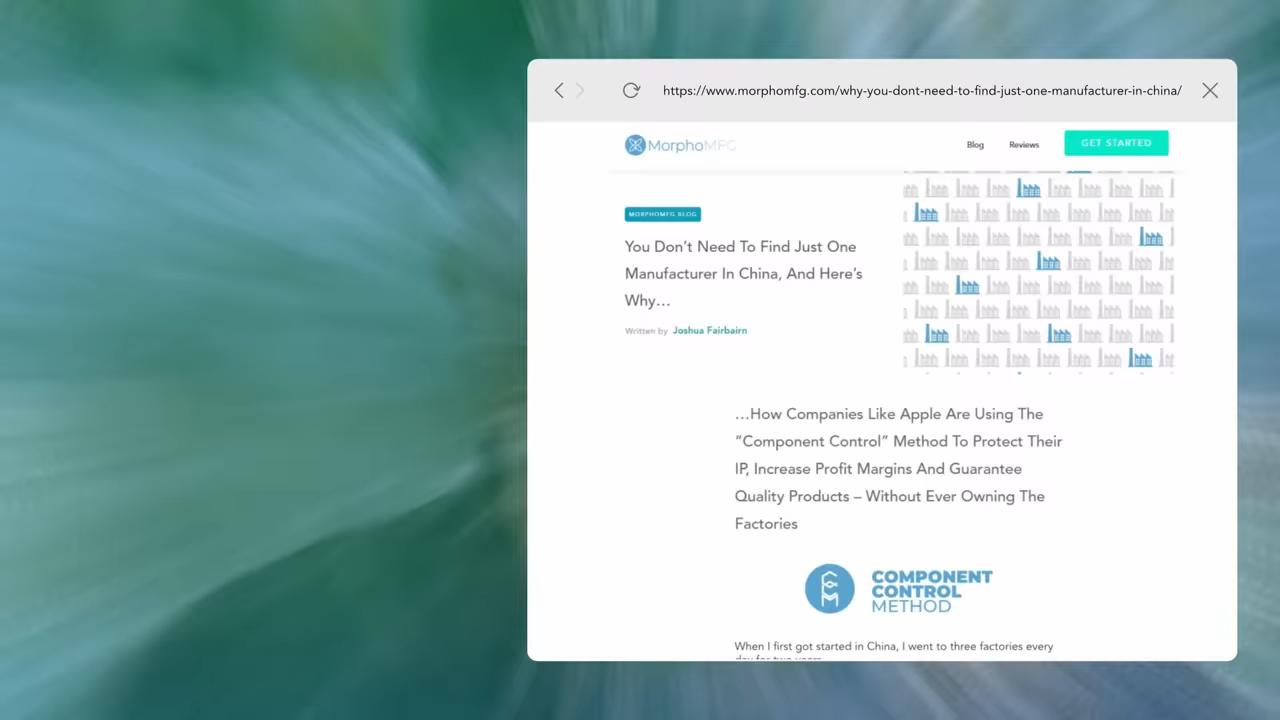 https://www.morphomfg.com/why-you-dont-need-to-find-just-one-manufacturer-in-china/
MorphoMFG
Blog
Reviews
GET STARTED
MORPHOMFG BLOG
You Don't Need To Find Just One
Manufacturer In China, And Here's
Why...
Written by Joshua Fairbairn
...How Companies Like Apple Are Using The
“Component Control” Method To Protect Their
IP, Increase Profit Margins And Guarantee
Quality Products – Without Ever Owning The
Factories
COMPONENT
CONTROL
METHOD
When I first got started in China, I went to three factories every
day for two years